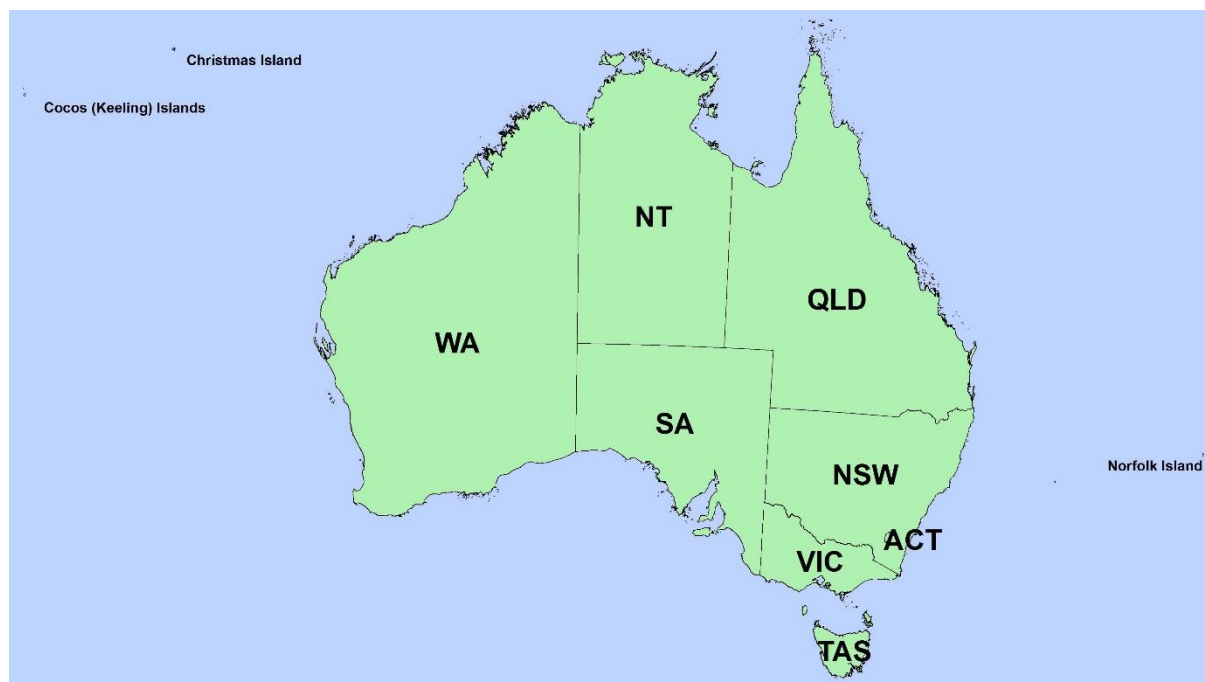 Christmas Island
Cocos (Keeling) Islands
NT
QLD
WA
SA
NSW
Norfolk Island
ACT
VIC
TAS